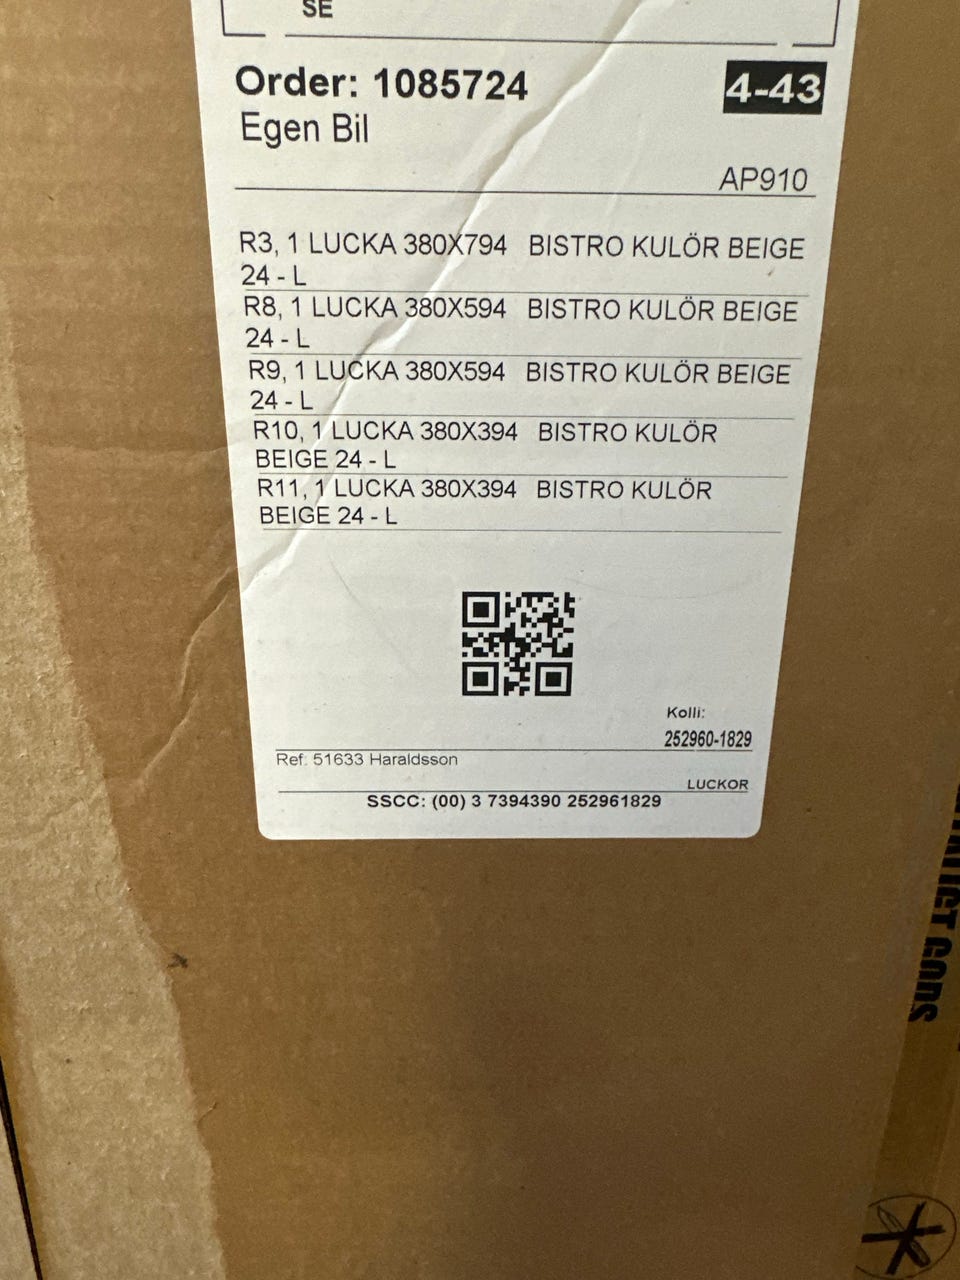 SE
Order: 1085724
4-43
Egen Bil
AP910
R3, 1 LUCKA 380X794 BISTRO KULÖR BEIGE
24 - L
R8, 1 LUCKA 380X594 BISTRO KULÖR BEIGE
24 - L
R9, 1 LUCKA 380X594 BISTRO KULÖR BEIGE
24 - L
R10, 1 LUCKA 380X394 BISTRO KULÖR
BEIGE 24 - L
R11, 1 LUCKA 380X394 BISTRO KULÖR
BEIGE 24 - L
Kolli:
252960-1829
Ref: 51633 Haraldsson
LUCKOR
SSCC: (00) 3 7394390 252961829
GODS